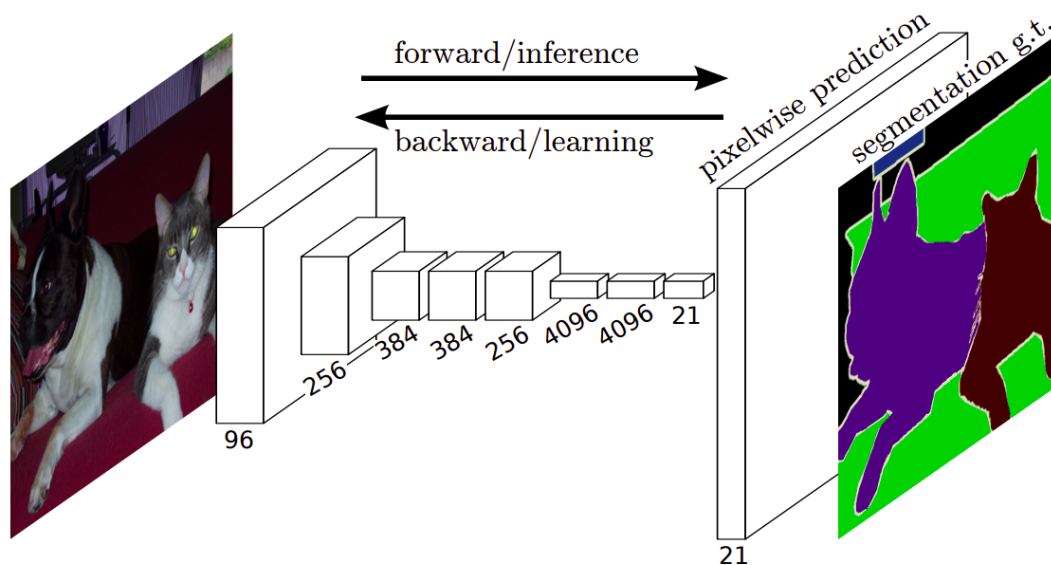 forward/inference
backward/learning
pixelwise prediction
segmentation g.t.
96
256
384
384
256
4096
4096
21
21